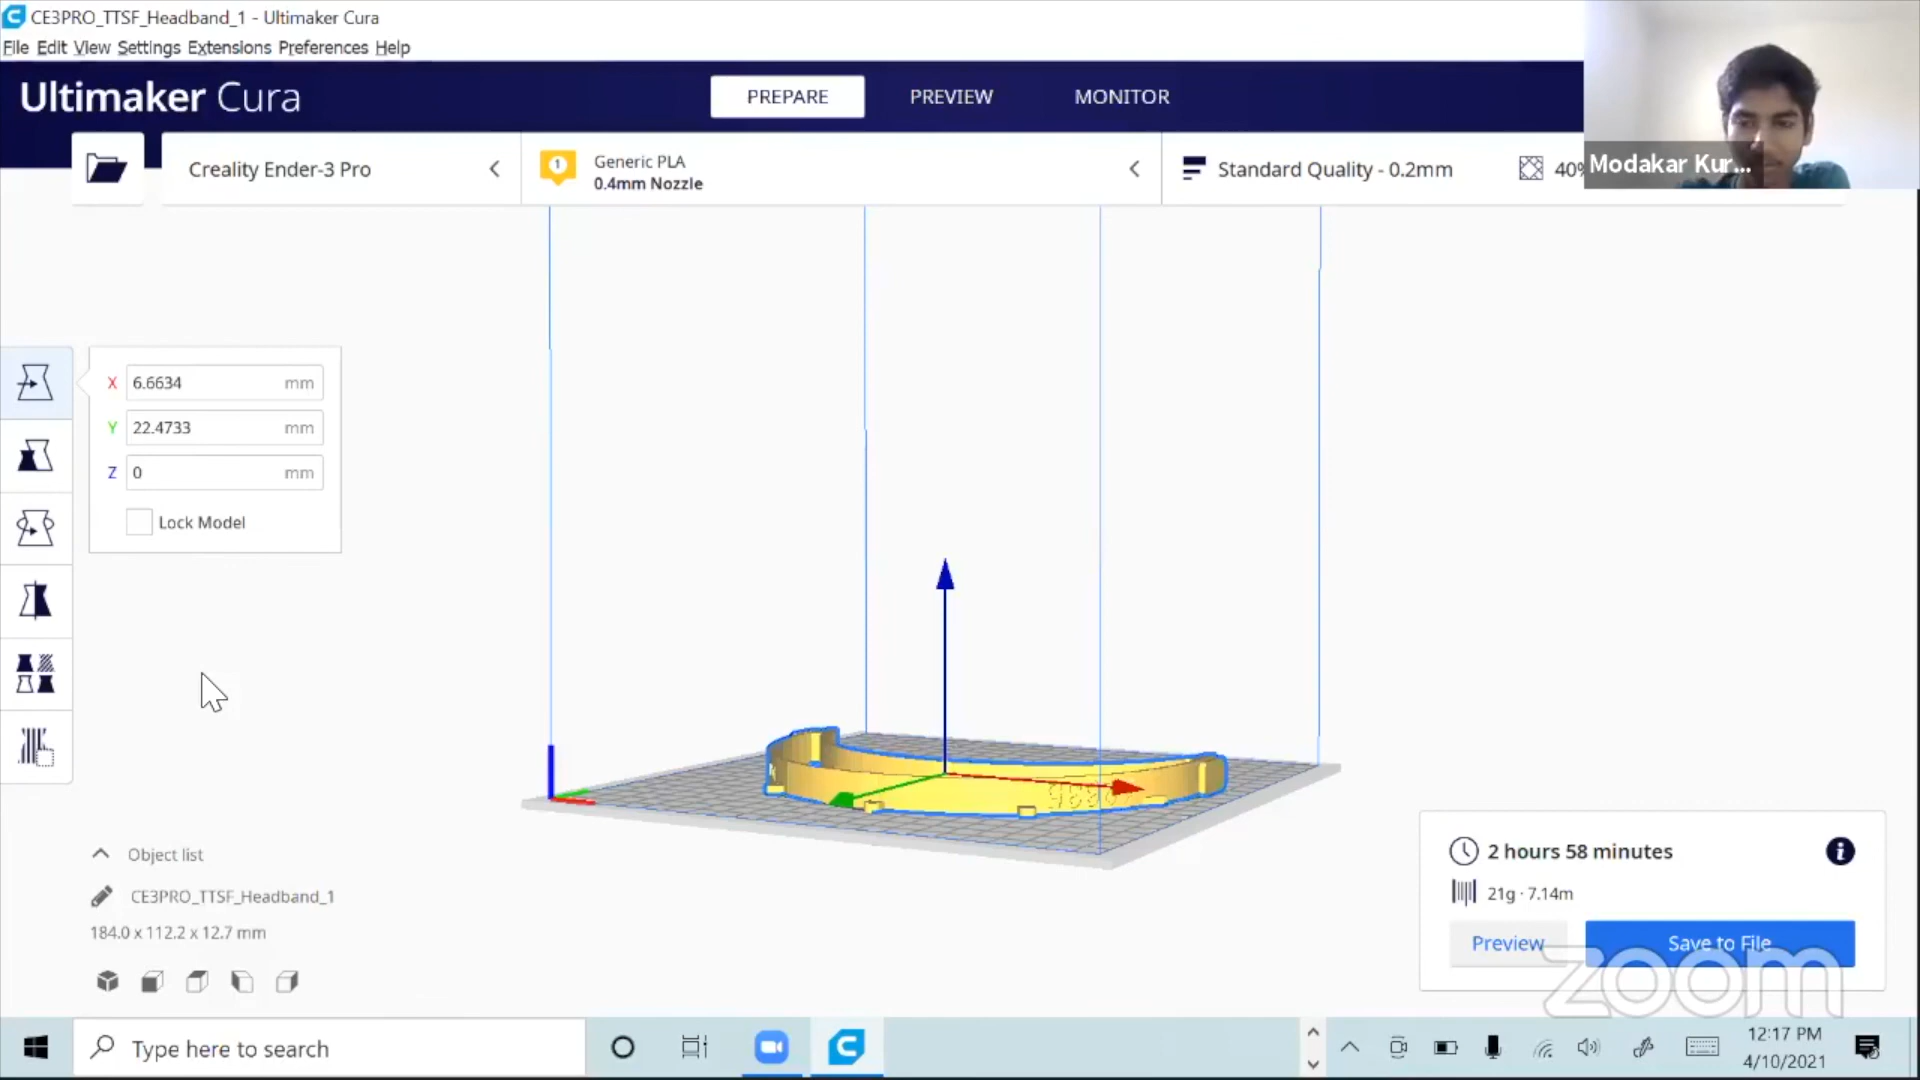 CE3PRO_TTSF_Headband_1 - Ultimaker Cura
File Edit View Settings Extensions Preferences Help
Ultimaker Cura
PREPARE
PREVIEW
MONITOR
Creality Ender-3 Pro
1
Generic PLA
0.4mm Nozzle
Standard Quality - 0.2mm
40%
Modakar Kur...
X 6.6634 mm
Y 22.4733 mm
Z 0 mm
Lock Model
Object list
CE3PRO_TTSF_Headband_1
184.0 x 112.2 x 12.7 mm
2 hours 58 minutes
21g · 7.14m
Preview
Save to File
zoom
Type here to search
12:17 PM
4/10/2021